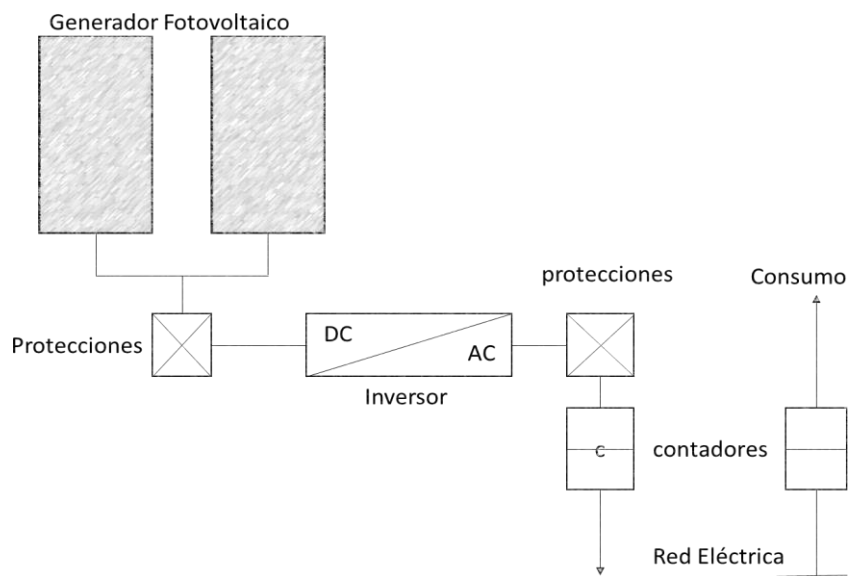 Generador Fotovoltaico
protecciones
Consumo
Protecciones
DC
AC
Inversor
C
contadores
Red Eléctrica